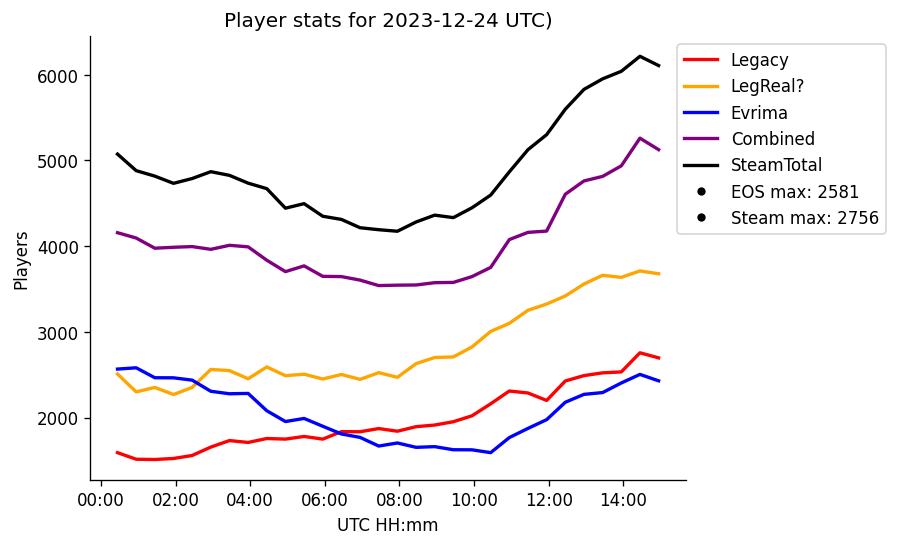 Player stats for 2023-12-24 UTC)
Legacy
LegReal?
Evrima
Combined
SteamTotal
EOS max: 2581
Steam max: 2756
Players
6000
5000
4000
3000
2000
00:00 02:00 04:00 06:00 08:00 10:00 12:00 14:00
UTC HH:mm